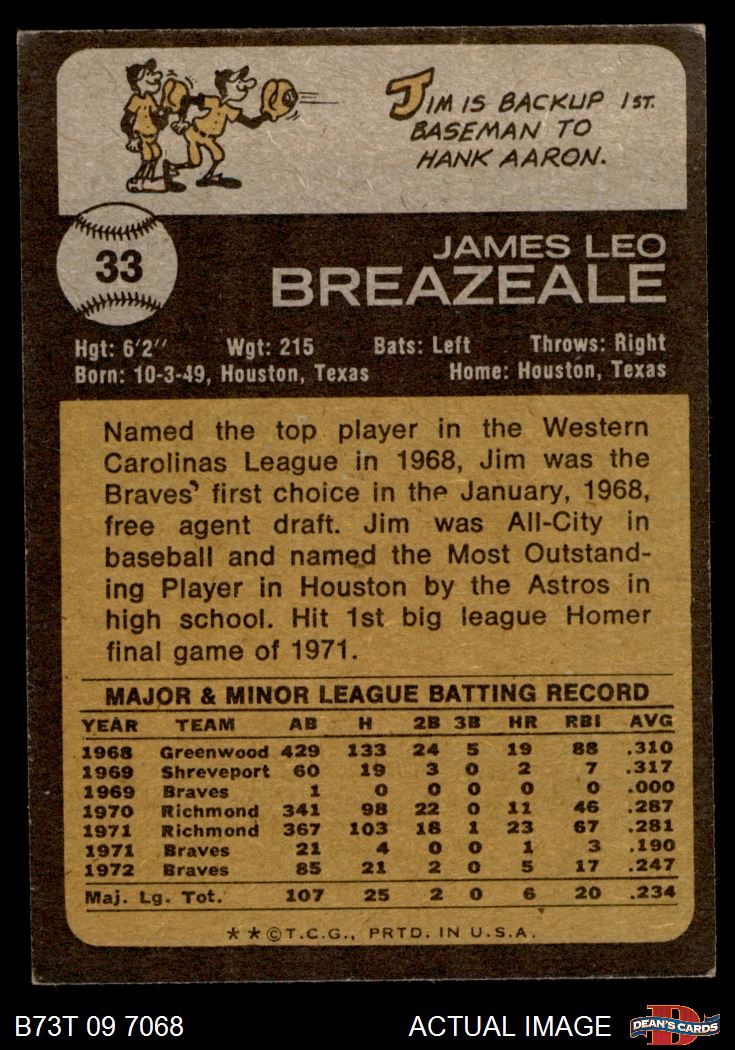 JIM IS BACKUP 1ST.
BASEMAN TO
HANK AARON.
33
JAMES LEO
BREAZEALE
Hgt: 6'2" Wgt: 215 Bats: Left Throws: Right
Born: 10-3-49, Houston, Texas Home: Houston, Texas
Named the top player in the Western
Carolinas League in 1968, Jim was the
Braves' first choice in the January, 1968,
free agent draft. Jim was All-City in
baseball and named the Most Outstand-
ing Player in Houston by the Astros in
high school. Hit 1st big league Homer
final game of 1971.
MAJOR & MINOR LEAGUE BATTING RECORD
YEAR TEAM AB H 2B 3B HR RBI AVG
1968 Greenwood 429 133 24 5 19 88 .310
1969 Shreveport 60 19 3 0 2 7 .317
1969 Braves 1 0 0 0 0 0 .000
1970 Richmond 341 98 22 0 11 46 .287
1971 Richmond 367 103 18 1 23 67 .281
1971 Braves 21 4 0 0 1 3 .190
1972 Braves 85 21 2 0 5 17 .247
Maj. Lg. Tot. 107 25 2 0 6 20 .234
**©T.C.G., PRTD. IN U.S.A.
B73T 09 7068 ACTUAL IMAGE DEAN'S CARDS